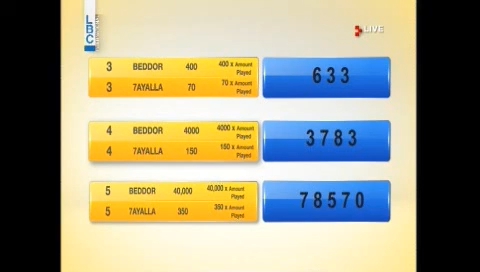 LBC
LIVE
3 BEDDOR 400 400 x Amount Played
3 7AYALLA 70 70 x Amount Played
633
4 BEDDOR 4000 4000 x Amount Played
4 7AYALLA 150 150 x Amount Played
3783
5 BEDDOR 40,000 40,000 x Amount Played
5 7AYALLA 350 350 x Amount Played
78570